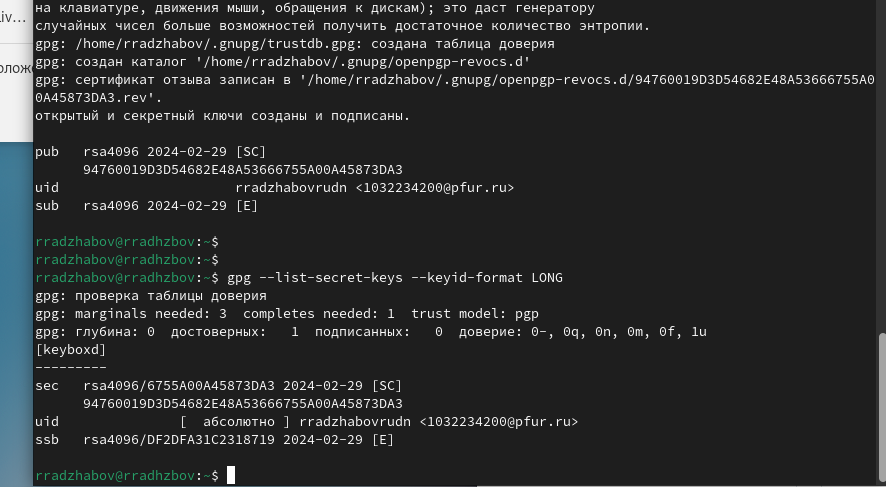 на клавиатуре, движения мыши, обращения к дискам); это даст генератору
iv...
случайных чисел больше возможностей получить достаточное количество энтропии.
gpg: /home/rradzhabov/.gnupg/trustdb.gpg: создана таблица доверия
gpg: создан каталог '/home/rradzhabov/.gnupg/openpgp-revocs.d'
gpg: сертификат отзыва записан в '/home/rradzhabov/.gnupg/openpgp-revocs.d/94760019D3D54682E48A53666755A0
0A45873DA3.rev'.
открытый и секретный ключи созданы и подписаны.
pub   rsa4096 2024-02-29 [SC]
      94760019D3D54682E48A53666755A00A45873DA3
uid                      rradzhabovrudn <1032234200@pfur.ru>
sub   rsa4096 2024-02-29 [E]
rradzhabov@rradhzbov:~$
rradzhabov@rradhzbov:~$
rradzhabov@rradhzbov:~$ gpg --list-secret-keys --keyid-format LONG
gpg: проверка таблицы доверия
gpg: marginals needed: 3  completes needed: 1  trust model: pgp
gpg: глубина: 0  достоверных:   1  подписанных:   0  доверие: 0-, 0q, 0n, 0m, 0f, 1u
[keyboxd]
---------
sec   rsa4096/6755A00A45873DA3 2024-02-29 [SC]
      94760019D3D54682E48A53666755A00A45873DA3
uid               [  абсолютно ] rradzhabovrudn <1032234200@pfur.ru>
ssb   rsa4096/DF2DFA31C2318719 2024-02-29 [E]
rradzhabov@rradhzbov:~$